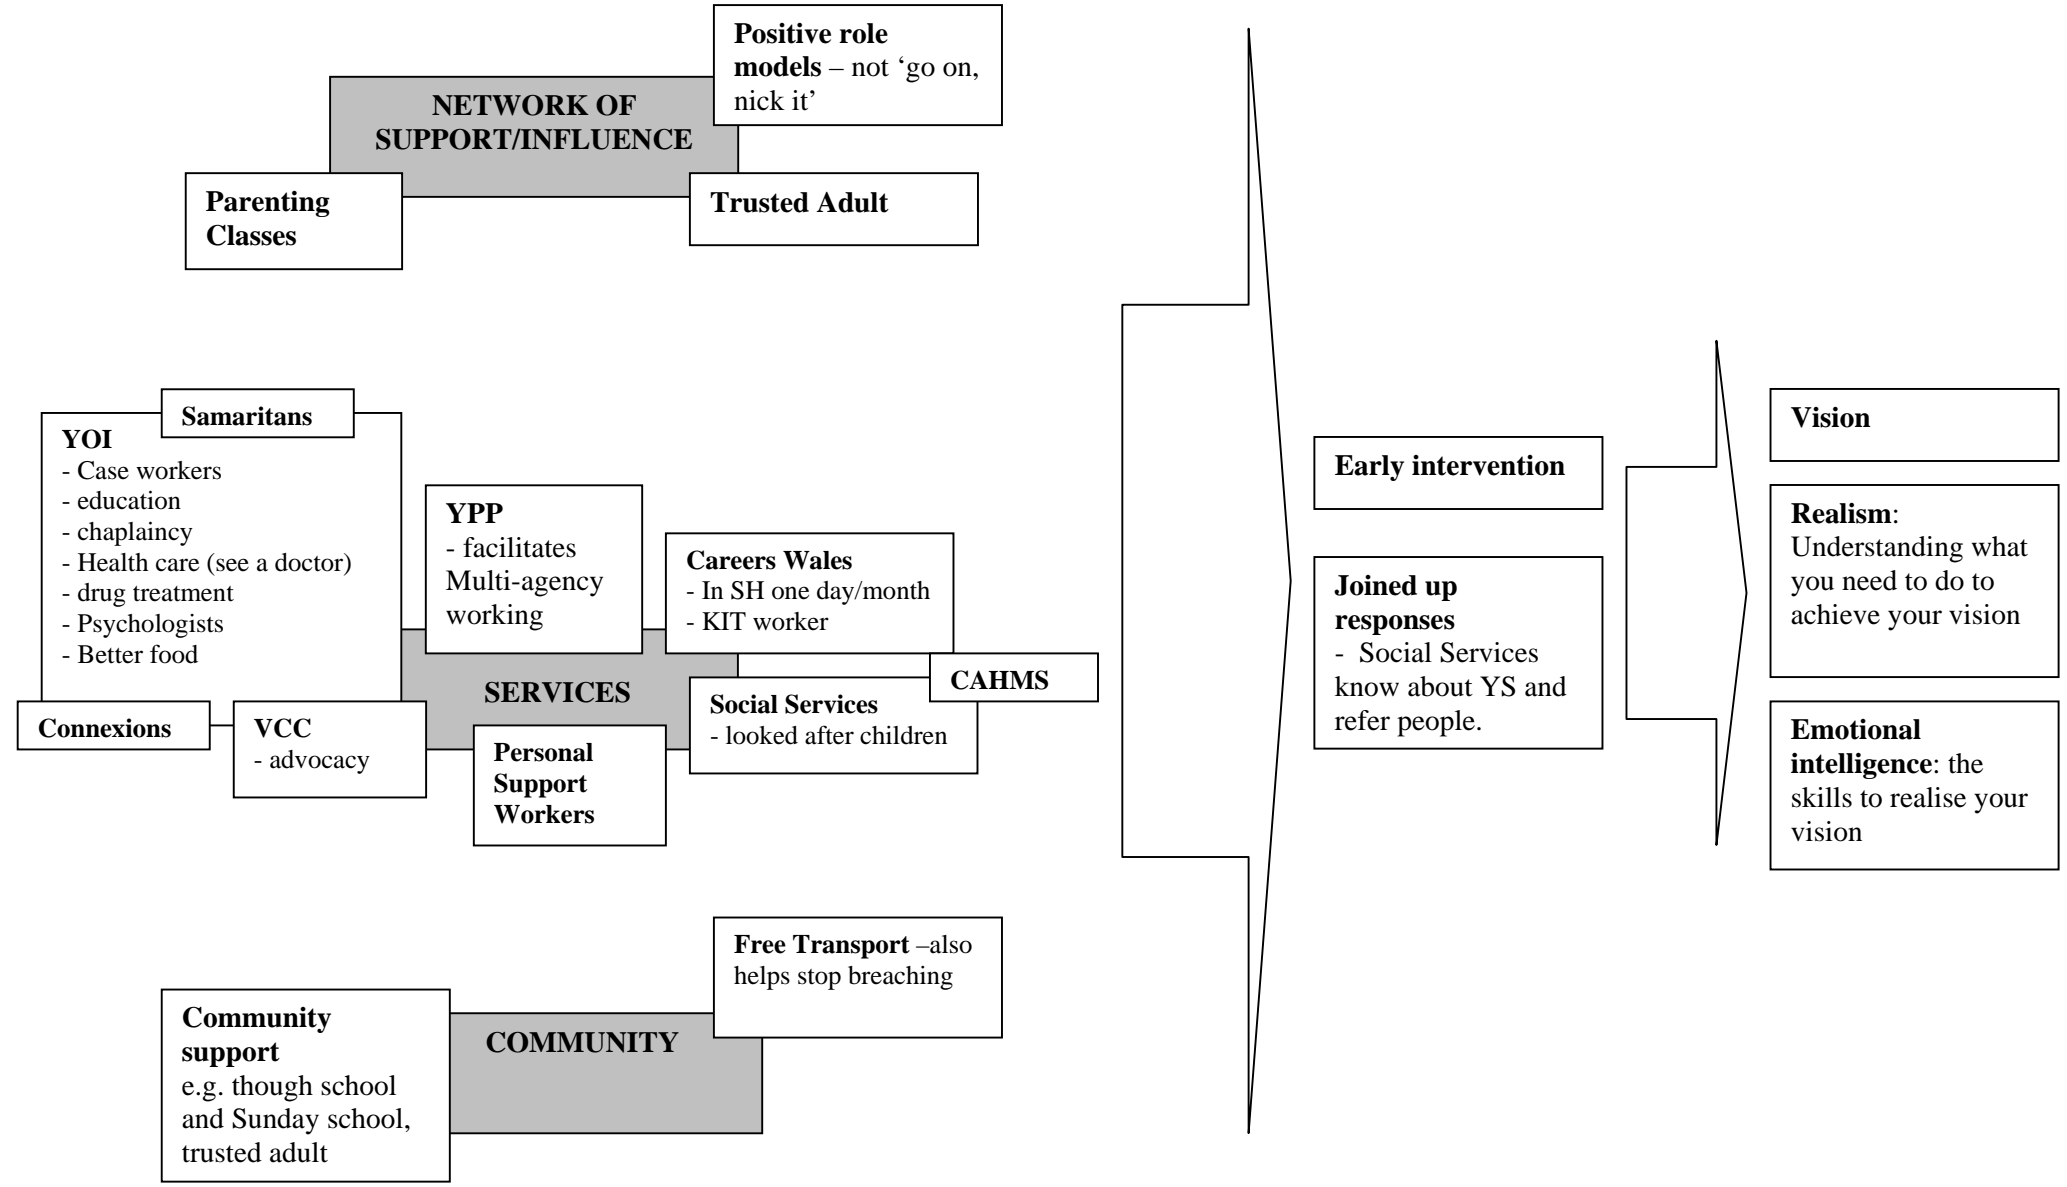 Positive role
models – not ‘go on,
nick it’
NETWORK OF
SUPPORT/INFLUENCE
Parenting
Classes
Trusted Adult
Samaritans
YOI
- Case workers
- education
- chaplaincy
- Health care (see a doctor)
- drug treatment
- Psychologists
- Better food
Connexions
VCC
- advocacy
YPP
- facilitates
Multi-agency
working
SERVICES
Personal
Support
Workers
Careers Wales
- In SH one day/month
- KIT worker
CAHMS
Social Services
- looked after children
Free Transport –also
helps stop breaching
COMMUNITY
Community
support
e.g. though school
and Sunday school,
trusted adult
Early intervention
Joined up
responses
- Social Services
know about YS and
refer people.
Vision
Realism:
Understanding what
you need to do to
achieve your vision
Emotional
intelligence: the
skills to realise your
vision